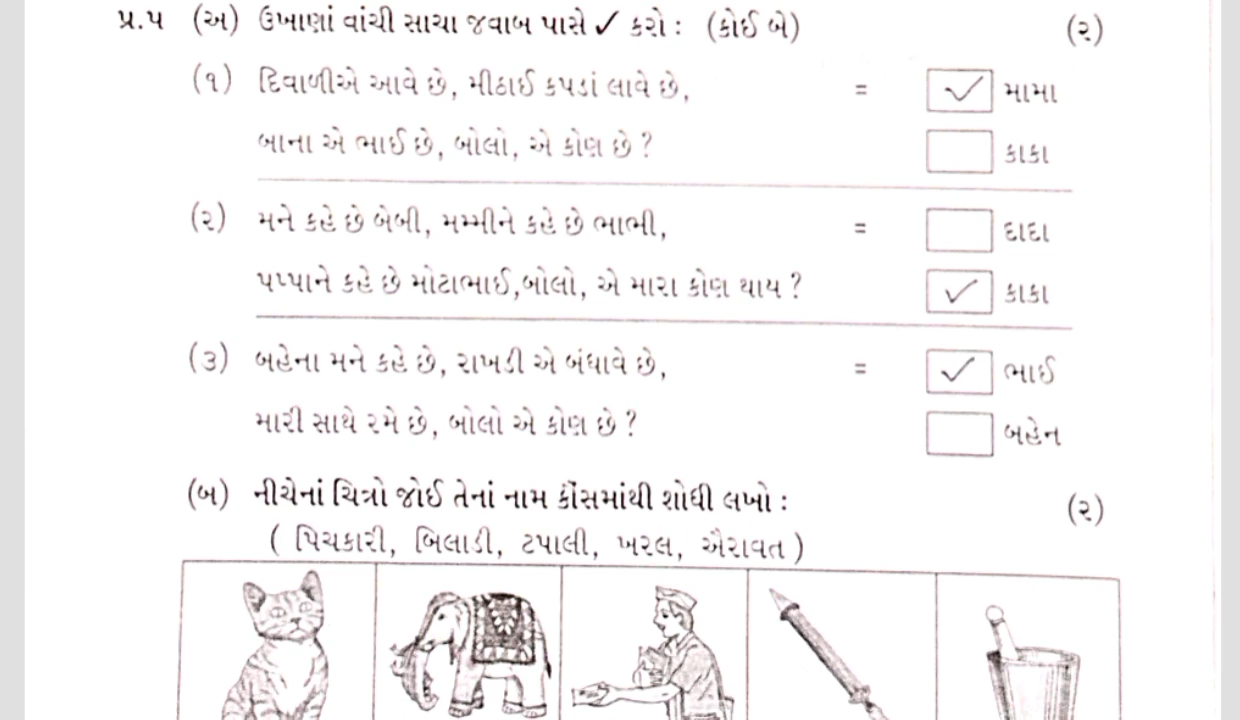 પ્ર.૫ (અ) ઉખાણાં વાંચી સાચા જવાબ પાસે ✓ કરો : (કોઈ બે) (૨)
(૧) દિવાળીએ આવે છે, મીઠાઈ કપડાં લાવે છે, = ✓ મામા
બાના એ ભાઈ છે, બોલો, એ કોણ છે ? કાકા
(૨) મને કહે છે બેબી, મમ્મીને કહે છે ભાભી, = દાદા
પપ્પાને કહે છે મોટાભાઈ,બોલો, એ મારા કોણ થાય ? ✓ કાકા
(૩) બહેના મને કહે છે, રાખડી એ બંધાવે છે, = ✓ ભાઈ
મારી સાથે રમે છે, બોલો એ કોણ છે ? બહેન
(બ) નીચેનાં ચિત્રો જોઈ તેનાં નામ કૌંસમાંથી શોધી લખો : (૨)
( પિચકારી, બિલાડી, ટપાલી, ખરલ, ઐરાવત )